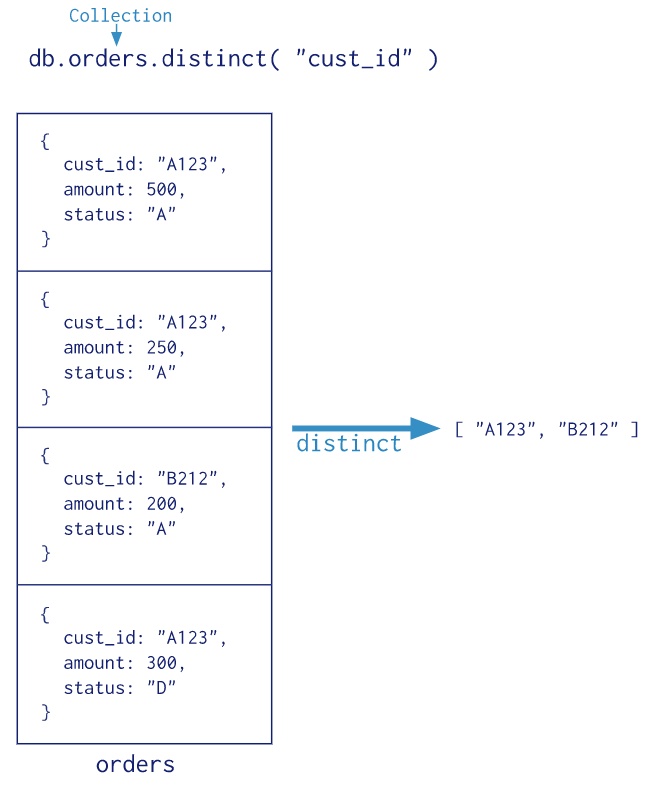 Collection
db.orders.distinct( "cust_id" )
{
cust_id: "A123",
amount: 500,
status: "A"
}
{
cust_id: "A123",
amount: 250,
status: "A"
}
{
cust_id: "B212",
amount: 200,
status: "A"
}
{
cust_id: "A123",
amount: 300,
status: "D"
}
orders
distinct
[ "A123", "B212" ]